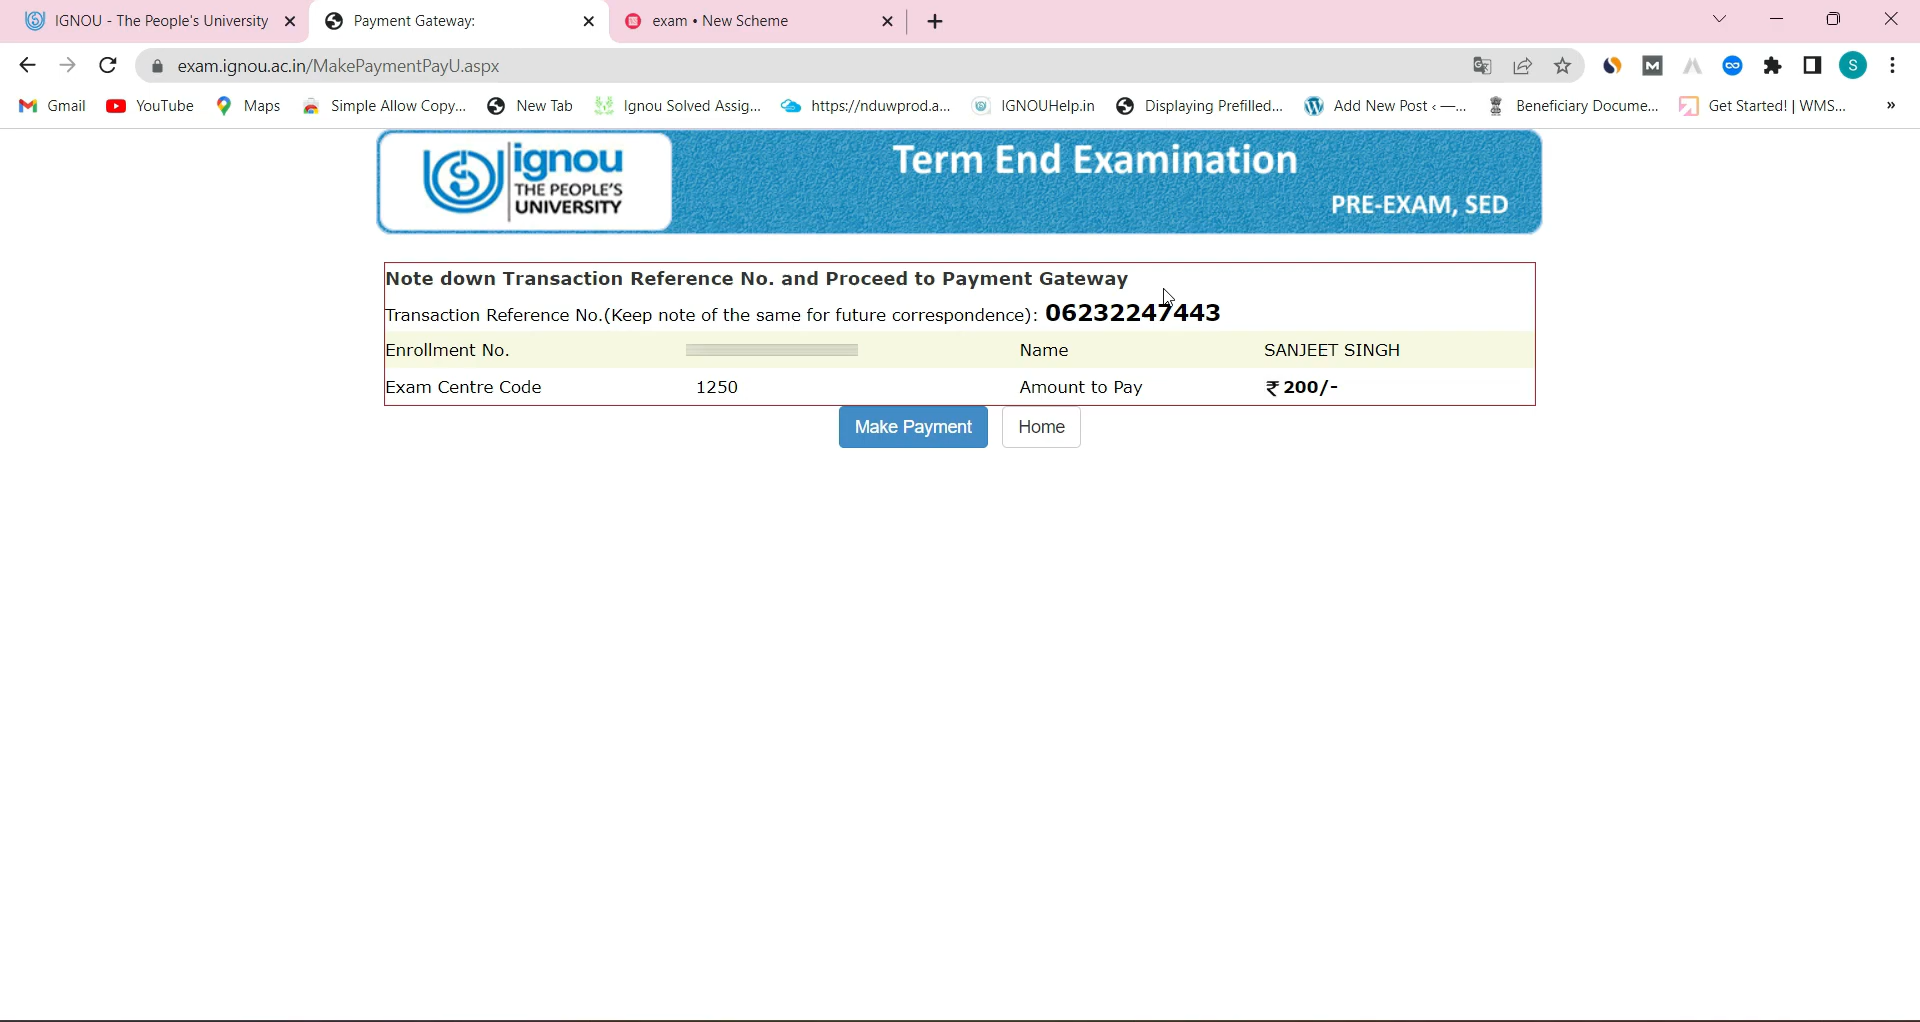 IGNOU - The People's University
Payment Gateway:
exam • New Scheme
exam.ignou.ac.in/MakePaymentPayU.aspx
M
S
Gmail YouTube Maps Simple Allow Copy... New Tab Ignou Solved Assig... https://nduwprod.a... IGNOUHelp.in Displaying Prefilled... Add New Post ‹ —... Beneficiary Docume... Get Started! | WMS... »
ignou
THE PEOPLE'S
UNIVERSITY
Term End Examination
PRE-EXAM, SED
Note down Transaction Reference No. and Proceed to Payment Gateway
Transaction Reference No.(Keep note of the same for future correspondence): 06232247443
Enrollment No. Name SANJEET SINGH
Exam Centre Code 1250 Amount to Pay ₹ 200/-
Make Payment Home